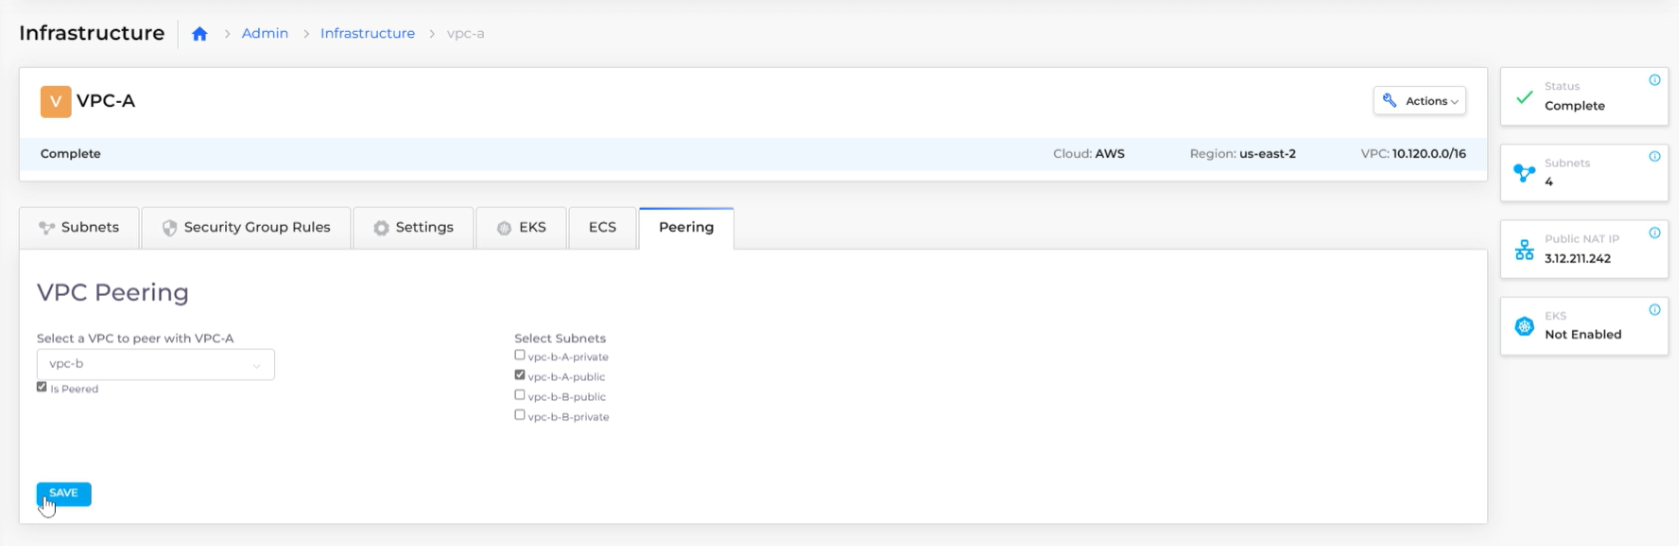 Infrastructure
Admin > Infrastructure > vpc-a
V VPC-A
Actions
Complete
Cloud: AWS
Region: us-east-2
VPC: 10.120.0.0/16
Subnets
Security Group Rules
Settings
EKS
ECS
Peering
VPC Peering
Select a VPC to peer with VPC-A
vpc-b
Is Peered
Select Subnets
vpc-b-A-private
vpc-b-A-public
vpc-b-B-public
vpc-b-B-private
SAVE
Status
Complete
Subnets
4
Public NAT IP
3.12.211.242
EKS
Not Enabled